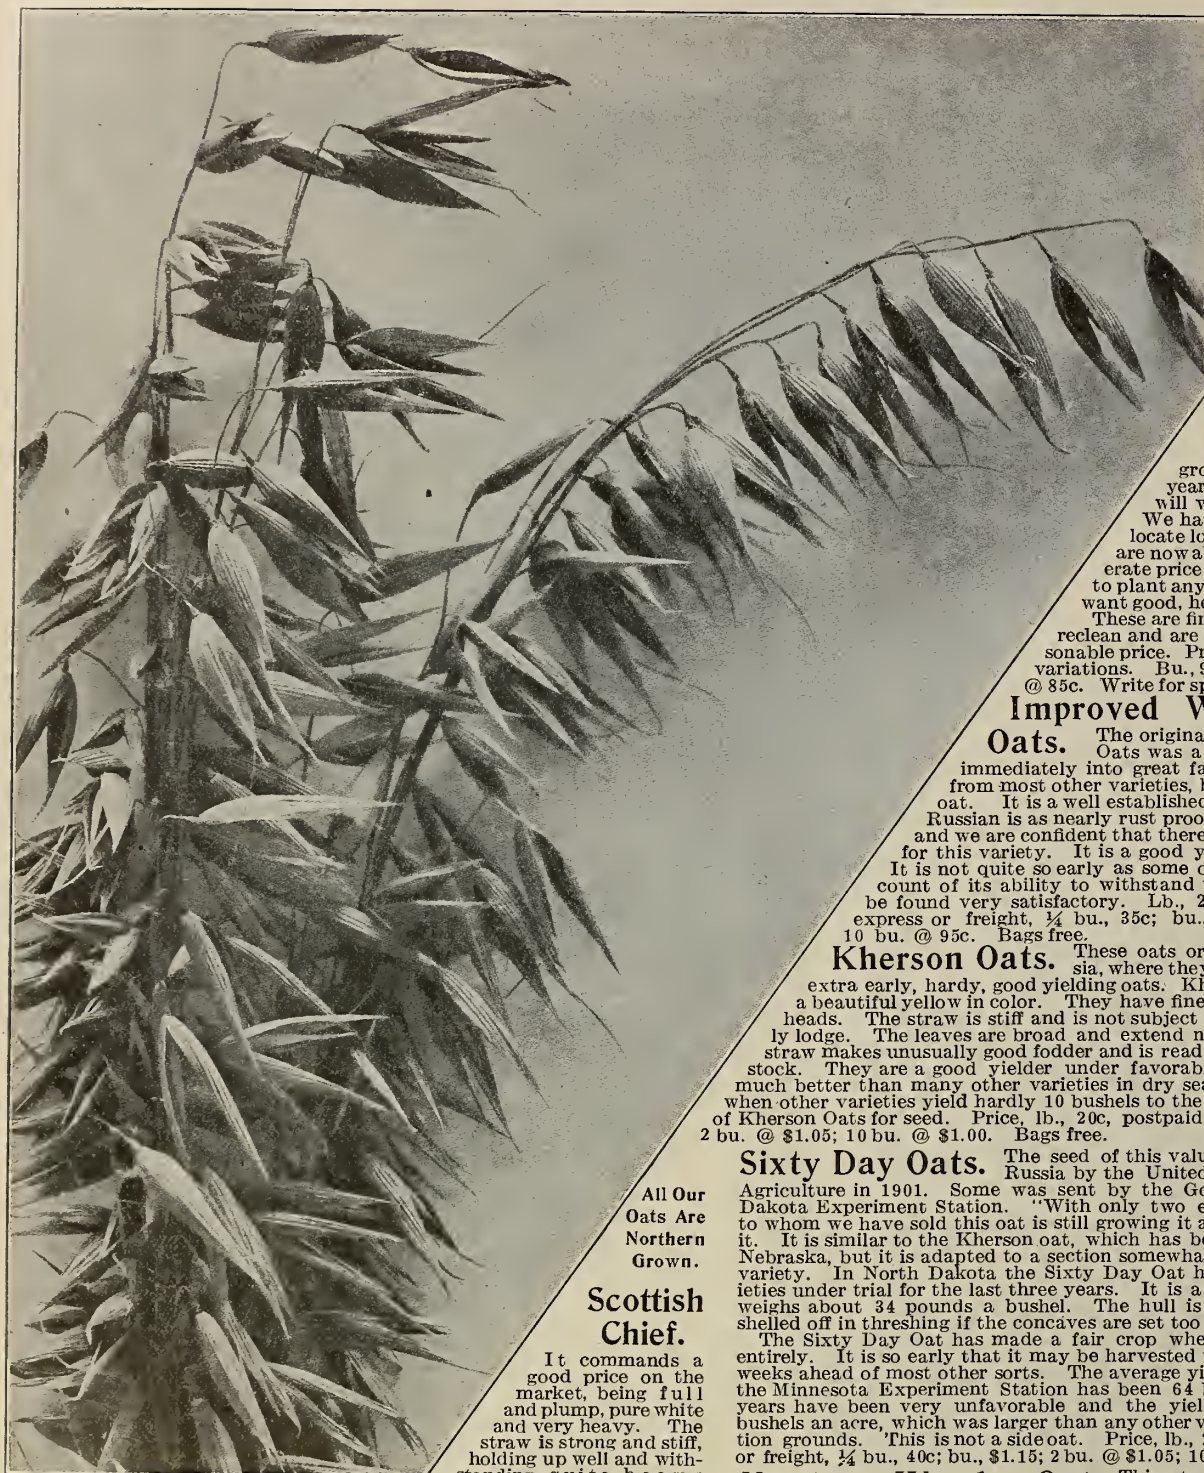 gro
year
will v
We ha
locate lo
are now a
erate price
to plant any
want good, he
These are fin
reclean and are
sonable price. Pr
variations. Bu., 9
@ 85c. Write for sp
Improved W
Oats. The origina
Oats was a
immediately into great fa
from most other varieties, b
oat. It is a well established
Russian is as nearly rust proo
and we are confident that there
for this variety. It is a good y
It is not quite so early as some o
count of its ability to withstand
be found very satisfactory. Lb., 2
express or freight, ¼ bu., 35c; bu.,
10 bu. @ 95c. Bags free.
Kherson Oats. These oats or
sia, where they
extra early, hardy, good yielding oats. Kh
a beautiful yellow in color. They have fine
heads. The straw is stiff and is not subject
ly lodge. The leaves are broad and extend n
straw makes unusually good fodder and is read
stock. They are a good yielder under favorab
much better than many other varieties in dry sea
when other varieties yield hardly 10 bushels to the
of Kherson Oats for seed. Price, lb., 20c, postpaid
2 bu. @ $1.05; 10 bu. @ $1.00. Bags free.
Sixty Day Oats. The seed of this valu
Russia by the United
Agriculture in 1901. Some was sent by the Go
Dakota Experiment Station. "With only two e
to whom we have sold this oat is still growing it a
it. It is similar to the Kherson oat, which has be
Nebraska, but it is adapted to a section somewha
variety. In North Dakota the Sixty Day Oat h
ieties under trial for the last three years. It is a
weighs about 34 pounds a bushel. The hull is
shelled off in threshing if the concaves are set too
The Sixty Day Oat has made a fair crop whe
entirely. It is so early that it may be harvested
weeks ahead of most other sorts. The average yi
the Minnesota Experiment Station has been 64
years have been very unfavorable and the yiel
bushels an acre, which was larger than any other v
tion grounds. This is not a side oat. Price, lb.,
or freight, ¼ bu., 40c; bu., $1.15; 2 bu. @ $1.05; 1
All Our
Oats Are
Northern
Grown.
Scottish
Chief.
It commands a
good price on the
market, being full
and plump, pure white
and very heavy. The
straw is strong and stiff,
holding up well and with-